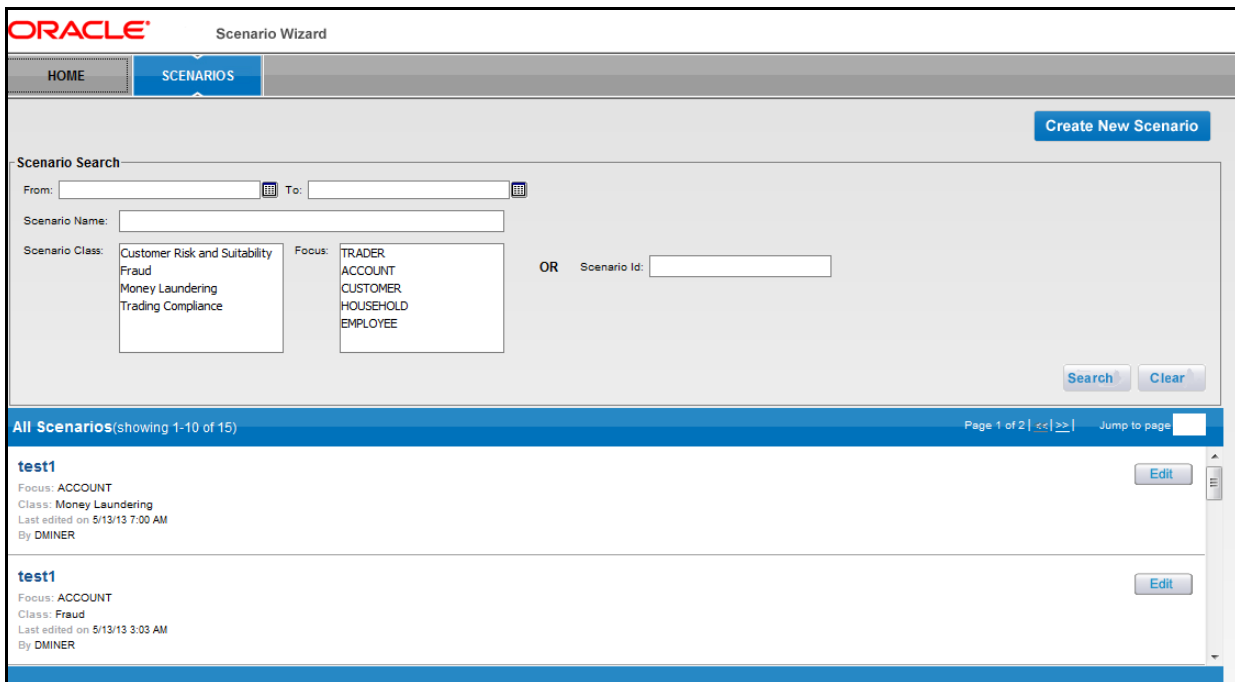 ORACLE® Scenario Wizard
HOME SCENARIOS
Create New Scenario
Scenario Search
From: To:
Scenario Name:
Scenario Class: Customer Risk and Suitability
Fraud
Money Laundering
Trading Compliance
Focus: TRADER
ACCOUNT
CUSTOMER
HOUSEHOLD
EMPLOYEE
OR Scenario Id:
Search Clear
All Scenarios(showing 1-10 of 15) Page 1 of 2| <<|>>| Jump to page
test1
Edit
Focus: ACCOUNT
Class: Money Laundering
Last edited on 5/13/13 7:00 AM
By DMINER
test1
Edit
Focus: ACCOUNT
Class: Fraud
Last edited on 5/13/13 3:03 AM
By DMINER